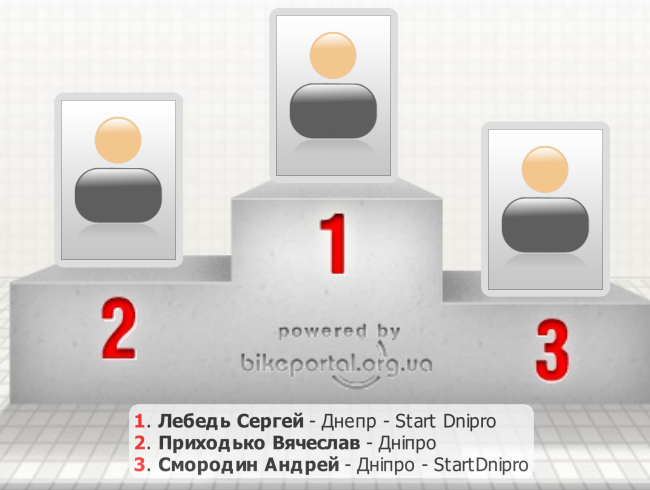 1
2
3
powered by
bikeportal.org.ua
1. Лебедь Сергей - Днепр - Start Dnipro
2. Приходько Вячеслав - Дніпро
3. Смородин Андрей - Дніпро - StartDnipro